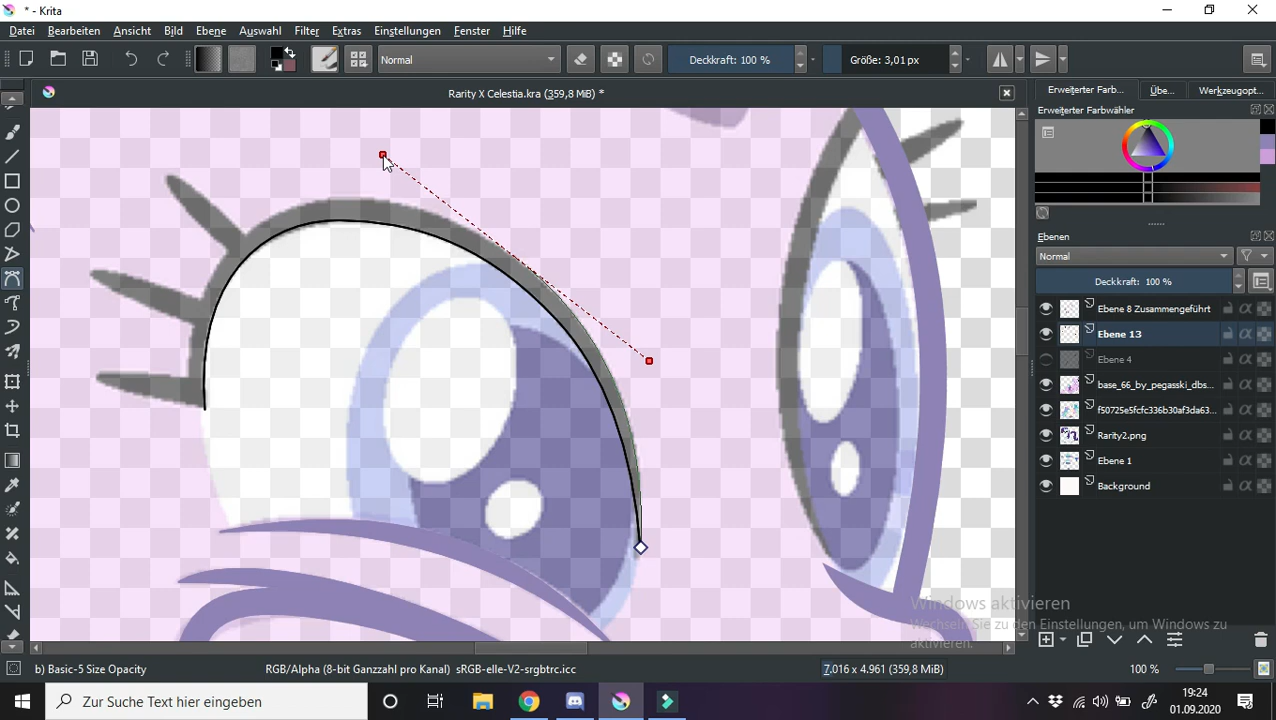 * - Krita
Datei Bearbeiten Ansicht Bild Ebene Auswahl Filter Extras Einstellungen Fenster Hilfe
Normal Deckkraft: 100 % Größe: 3,01 px
Rarity X Celestia.kra (359,8 MiB) *
Erweiterter Farb... Übe... Werkzeugopt...
Erweiterter Farbwähler
Ebenen
Normal
Deckkraft: 100 %
Ebene 8 Zusammengeführt
Ebene 13
Ebene 4
base_66_by_pegasski_dbs...
f50725e5fcfc336b30af3da63...
Rarity2.png
Ebene 1
Background
Windows aktivieren
Wechseln Sie zu den Einstellungen, um Windows zu
aktivieren.
b) Basic-5 Size Opacity RGB/Alpha (8-bit Ganzzahl pro Kanal) sRGB-elle-V2-srgbtrc.icc 7.016 x 4.961 (359,8 MiB) 100 %
Zur Suche Text hier eingeben
19:24
01.09.2020